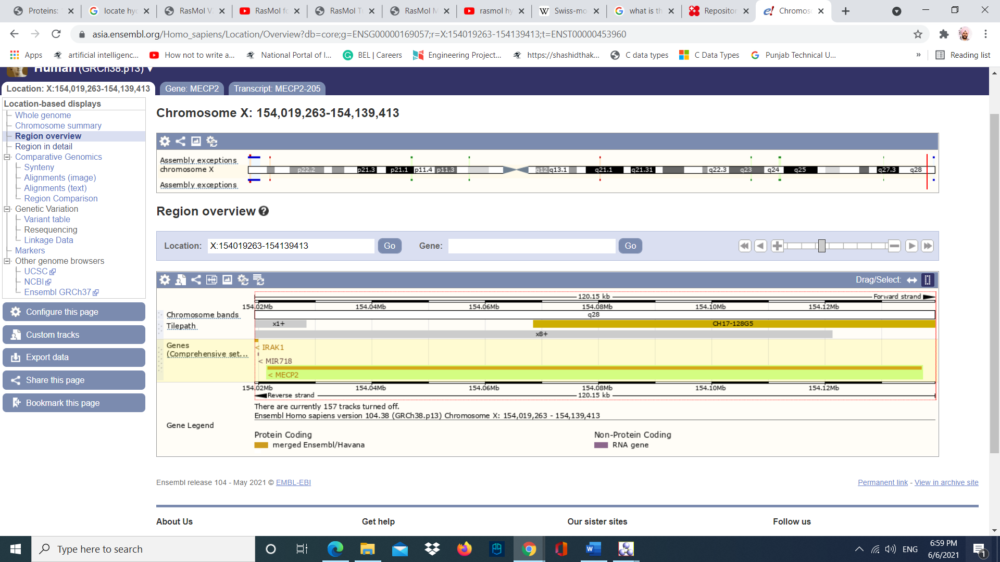 Proteins:
locate hyd
RasMol V
RasMol fo
RasMol Tu
RasMol M
rasmol hy
Swiss-mo
what is th
Repositor
Chromos
asia.ensembl.org/Homo_sapiens/Location/Overview?db=core;g=ENSG00000169057;r=X:154019263-154139413;t=ENST00000453960
Apps
artificial intelligenc...
How not to write a...
National Portal of I...
BEL | Careers
Engineering Project...
https://shashidthak...
C data types
C Data Types
Punjab Technical U...
»
Reading list
Human (GRCh38.p13) ▼
Location: X:154,019,263-154,139,413
Gene: MECP2
Transcript: MECP2-205
Location-based displays
Whole genome
Chromosome summary
Region overview
Region in detail
Comparative Genomics
Synteny
Alignments (image)
Alignments (text)
Region Comparison
Genetic Variation
Variant table
Resequencing
Linkage Data
Markers
Other genome browsers
UCSC
NCBI
Ensembl GRCh37
Configure this page
Custom tracks
Export data
Share this page
Bookmark this page
Chromosome X: 154,019,263-154,139,413
Assembly exceptions
chromosome X p22.2 p21.3 p21.1 p11.4 p11.3 q12 q13.1 q21.1 q21.31 q22.3 q23 q24 q25 q27.3 q28
Assembly exceptions
Region overview
Location: X:154019263-154139413 Go Gene: Go
Drag/Select:
120.15 kb Forward strand
154.02Mb 154.04Mb 154.06Mb 154.08Mb 154.10Mb 154.12Mb
Chromosome bands q28
Tilepath x1+ CH17-128G5
x8+
Genes
(Comprehensive set...
< IRAK1
< MIR718
< MECP2
154.02Mb 154.04Mb 154.06Mb 154.08Mb 154.10Mb 154.12Mb
Reverse strand 120.15 kb
There are currently 157 tracks turned off.
Ensembl Homo sapiens version 104.38 (GRCh38.p13) Chromosome X: 154,019,263 - 154,139,413
Gene Legend
Protein Coding
merged Ensembl/Havana
Non-Protein Coding
RNA gene
Ensembl release 104 - May 2021 © EMBL-EBI
Permanent link - View in archive site
About Us
Get help
Our sister sites
Follow us
Type here to search
ENG
6:59 PM
6/6/2021
1